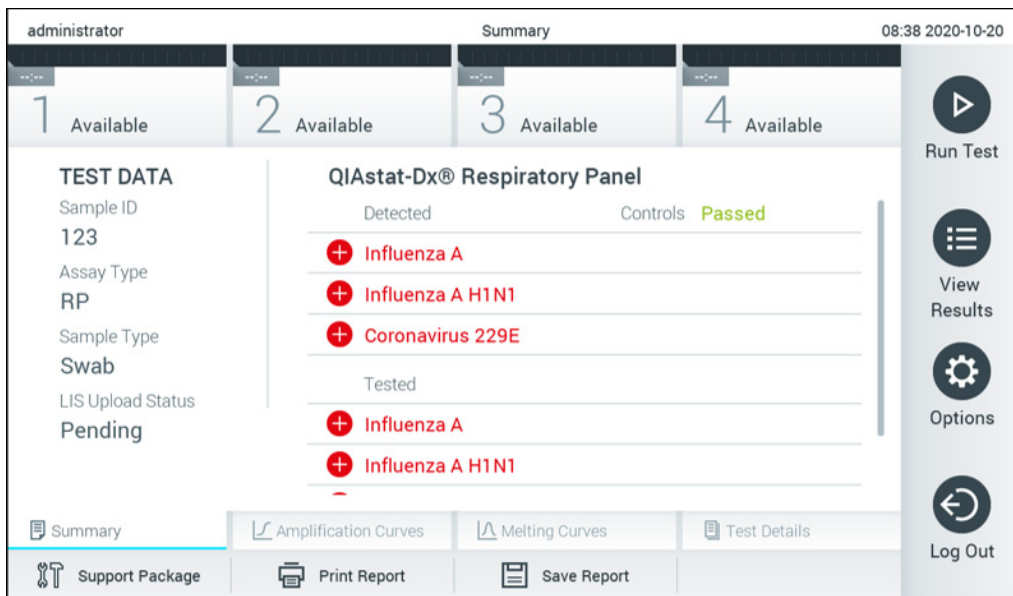 administrator Summary 08:38 2020-10-20
--:-- --:-- --:-- --:--
1 Available 2 Available 3 Available 4 Available
Run Test
TEST DATA
Sample ID
123
Assay Type
RP
Sample Type
Swab
LIS Upload Status
Pending
QIAstat-Dx® Respiratory Panel
Detected Controls Passed
Influenza A
Influenza A H1N1
Coronavirus 229E
Tested
Influenza A
Influenza A H1N1
View
Results
Options
Log Out
Summary Amplification Curves Melting Curves Test Details
Support Package Print Report Save Report